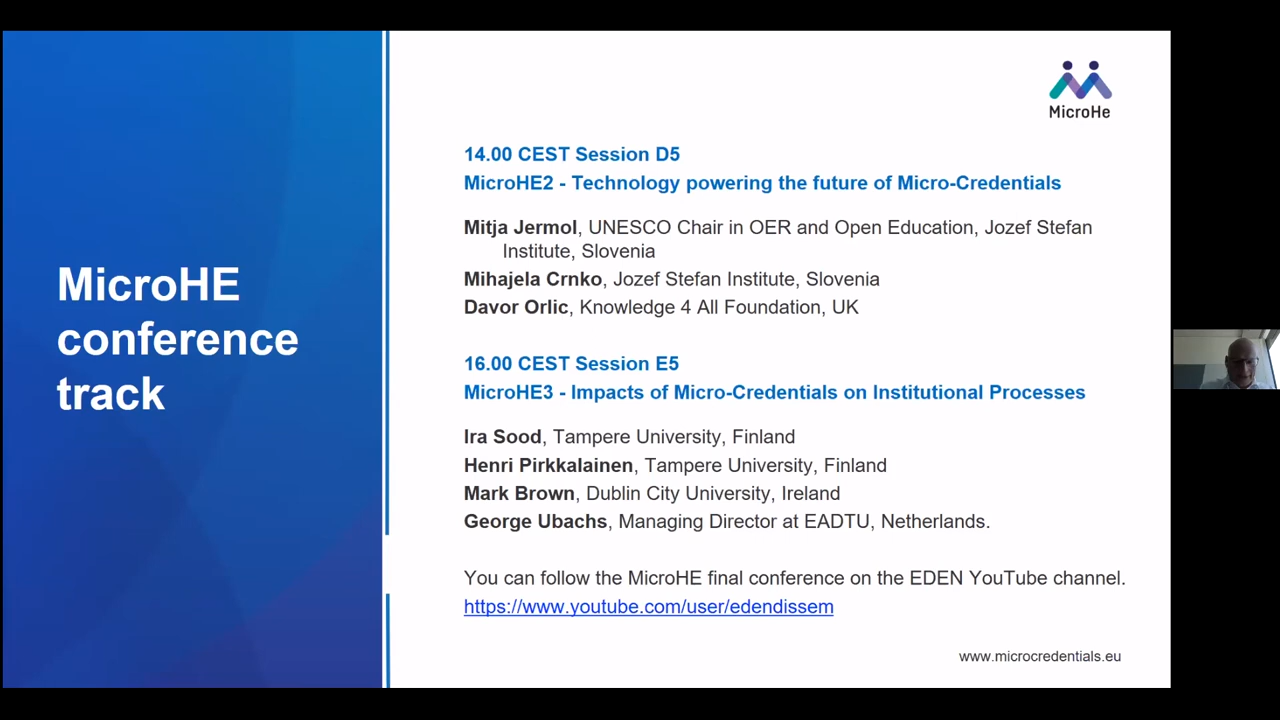 MicroHE
conference
track
MicroHe
14.00 CEST Session D5
MicroHE2 - Technology powering the future of Micro-Credentials
Mitja Jermol, UNESCO Chair in OER and Open Education, Jozef Stefan
Institute, Slovenia
Mihajela Crnko, Jozef Stefan Institute, Slovenia
Davor Orlic, Knowledge 4 All Foundation, UK
16.00 CEST Session E5
MicroHE3 - Impacts of Micro-Credentials on Institutional Processes
Ira Sood, Tampere University, Finland
Henri Pirkkalainen, Tampere University, Finland
Mark Brown, Dublin City University, Ireland
George Ubachs, Managing Director at EADTU, Netherlands.
You can follow the MicroHE final conference on the EDEN YouTube channel.
https://www.youtube.com/user/edendissem
www.microcredentials.eu